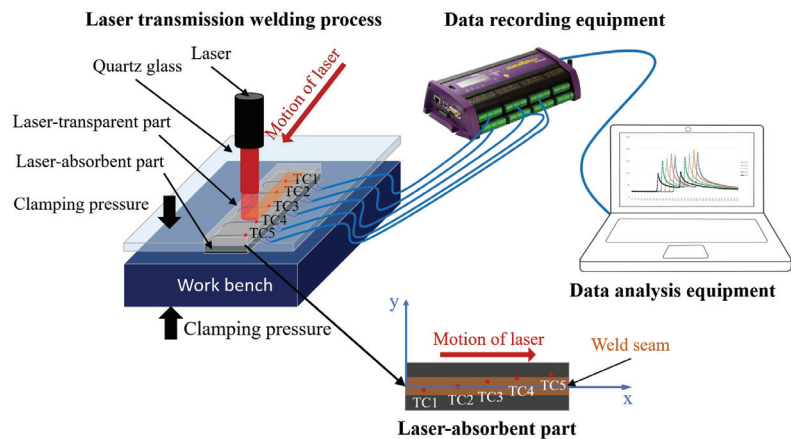 Laser transmission welding process
Data recording equipment
Laser
Quartz glass
Motion of laser
Laser-transparent part
Laser-absorbent part
Clamping pressure
TC1
TC2
TC3
TC4
TC5
Work bench
Clamping pressure
Data analysis equipment
y
Motion of laser
Weld seam
TC1 TC2 TC3 TC4 TC5
x
Laser-absorbent part